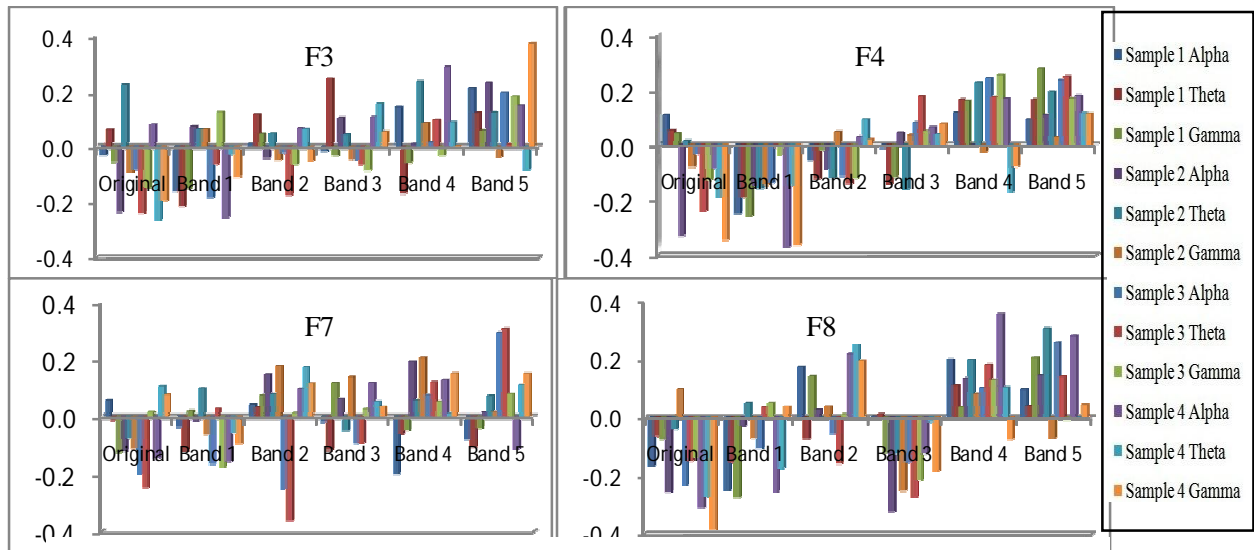 F3
0.4
0.2
0.0
-0.2
-0.4
Original Band 1 Band 2 Band 3 Band 4 Band 5
F4
0.4
0.2
0.0
-0.2
-0.4
Original Band 1 Band 2 Band 3 Band 4 Band 5
F7
0.4
0.2
0.0
-0.2
-0.4
Original Band 1 Band 2 Band 3 Band 4 Band 5
F8
0.4
0.2
0.0
-0.2
-0.4
Original Band 1 Band 2 Band 3 Band 4 Band 5
Sample 1 Alpha
Sample 1 Theta
Sample 1 Gamma
Sample 2 Alpha
Sample 2 Theta
Sample 2 Gamma
Sample 3 Alpha
Sample 3 Theta
Sample 3 Gamma
Sample 4 Alpha
Sample 4 Theta
Sample 4 Gamma